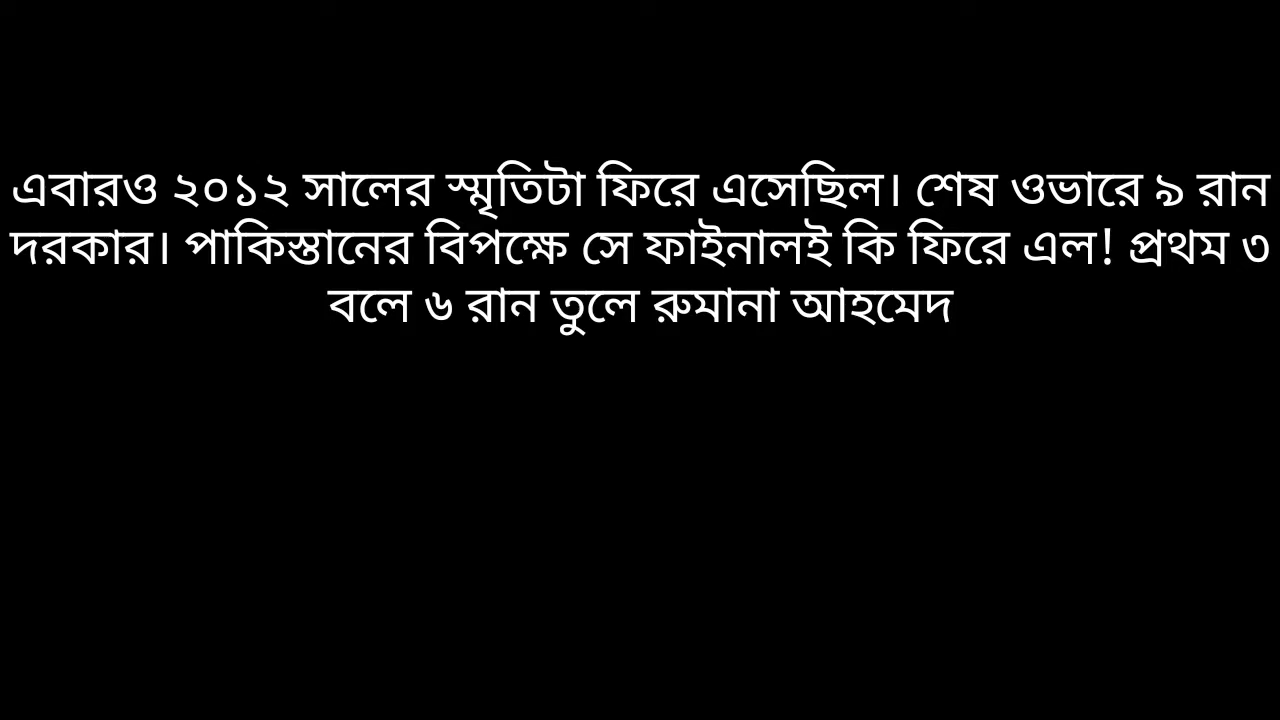 এবারও ২০১২ সালের স্মৃতিটা ফিরে এসেছিল। শেষ ওভারে ৯ রান
দরকার। পাকিস্তানের বিপক্ষে সে ফাইনালই কি ফিরে এল! প্রথম ৩
বলে ৬ রান তুলে রুমানা আহমেদ